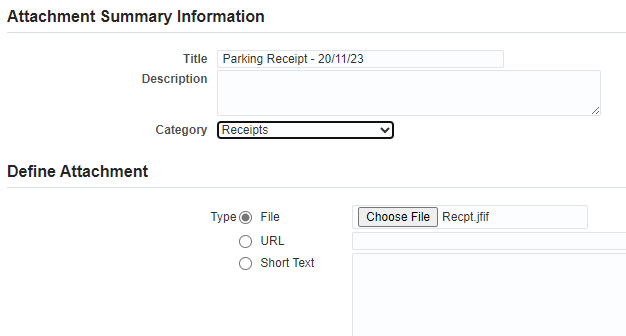 Attachment Summary Information
Title Parking Receipt - 20/11/23
Description
Category Receipts
Define Attachment
Type File Choose File Recpt.jfif
URL
Short Text